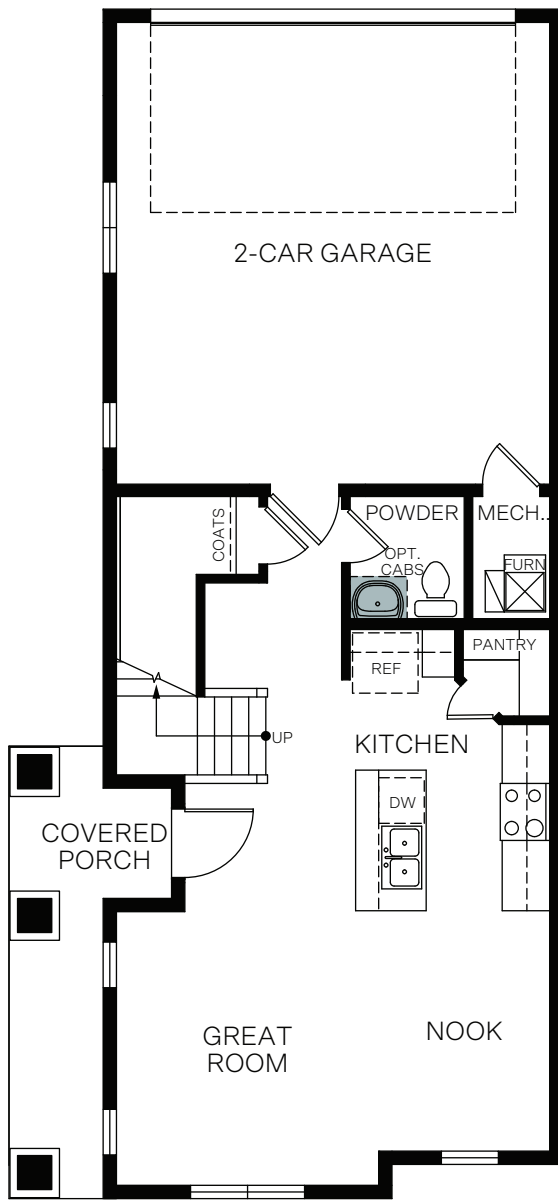 2-CAR GARAGE
COATS
POWDER
MECH..
OPT.
CABS
FURN
REF
PANTRY
UP
KITCHEN
DW
COVERED
PORCH
GREAT
ROOM
NOOK